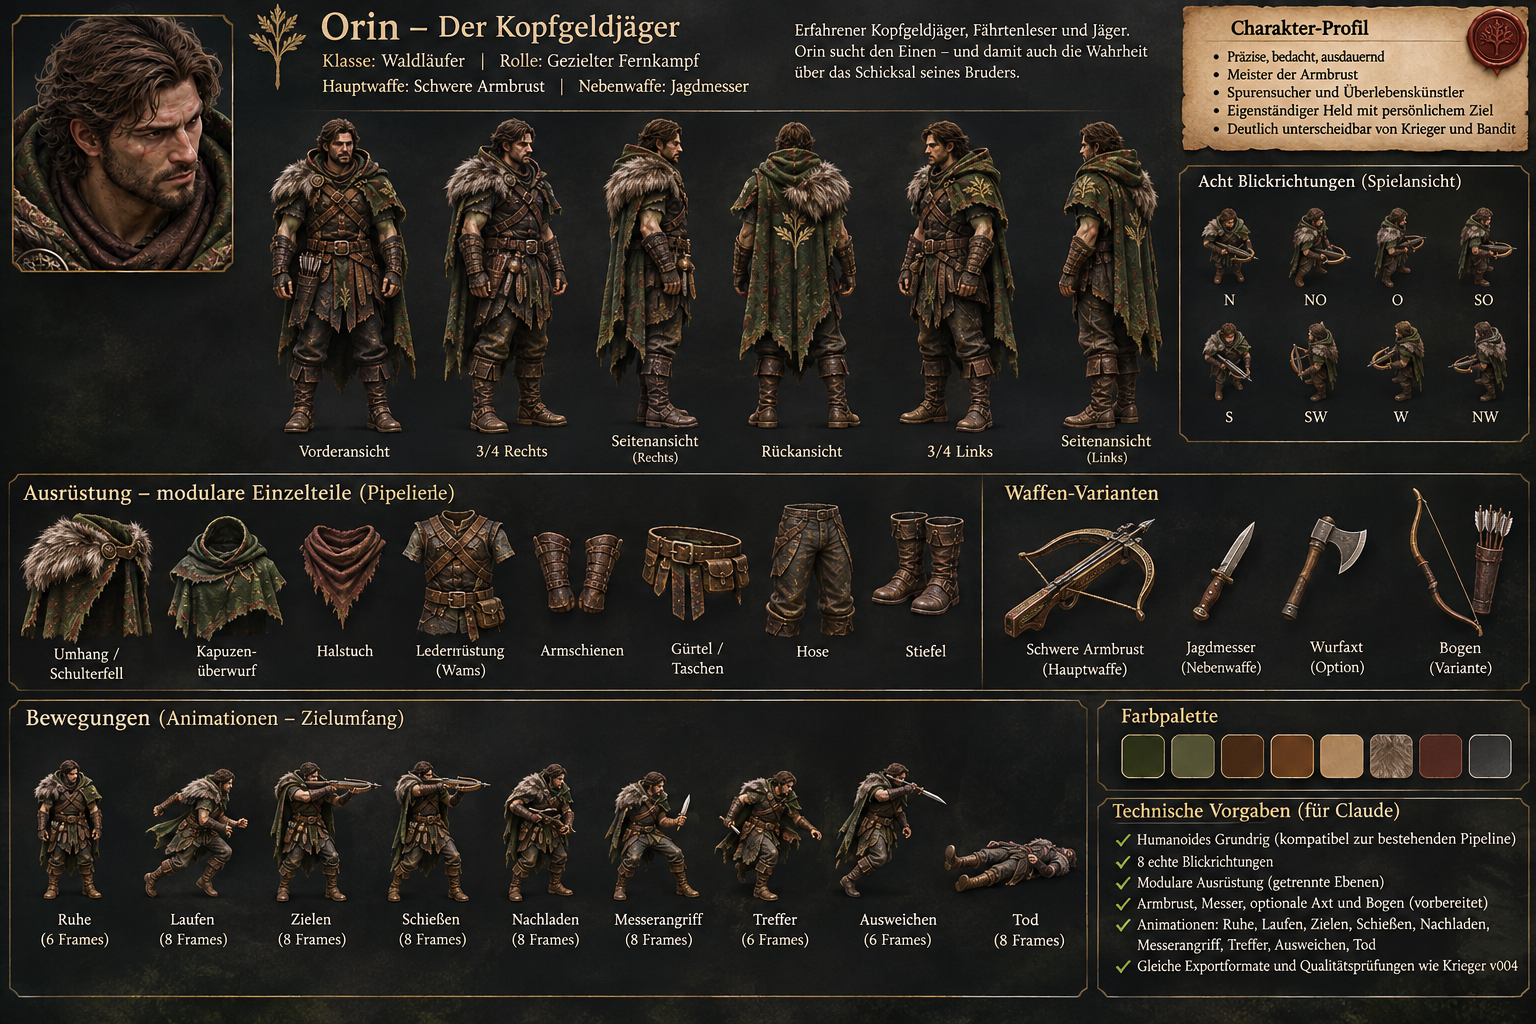 Orin – Der Kopfgeldjäger
Klasse: Waldläufer | Rolle: Gezielter Fernkampf
Hauptwaffe: Schwere Armbrust | Nebenwaffe: Jagdmesser
Erfahrener Kopfgeldjäger, Fährtenleser und Jäger.
Orin sucht den Einen – und damit auch die Wahrheit
über das Schicksal seines Bruders.
Charakter-Profil
• Präzise, bedacht, ausdauernd
• Meister der Armbrust
• Spurensucher und Überlebenskünstler
• Eigenständiger Held mit persönlichem Ziel
• Deutlich unterscheidbar von Krieger und Bandit
Vorderansicht
3/4 Rechts
Seitenansicht
(Rechts)
Rückansicht
3/4 Links
Seitenansicht
(Links)
Acht Blickrichtungen (Spielansicht)
N
NO
O
SO
S
SW
W
NW
Ausrüstung – modulare Einzelteile
Umhang /
Schulterfell
Kapuzen-
überwurf
Halstuch
(Wams)
Armschienen
Gürtel /
Taschen
Hose
Stiefel
Waffen-Varianten
Schwere Armbrust
(Hauptwaffe)
Jagdmesser
(Nebenwaffe)
Wurfaxt
(Option)
Bogen
(Variante)
Bewegungen (Animationen – Zielumfang)
Ruhe
(6 Frames)
Laufen
(8 Frames)
Zielen
(8 Frames)
Schießen
(8 Frames)
Nachladen
(8 Frames)
Messerangriff
(8 Frames)
Treffer
(6 Frames)
Ausweichen
(6 Frames)
Tod
(8 Frames)
Farbpalette
Technische Vorgaben (für Claude)
✓ Humanoides Grundrig (kompatibel zur bestehenden Pipeline)
✓ 8 echte Blickrichtungen
✓ Modulare Ausrüstung (getrennte Ebenen)
✓ Armbrust, Messer, optionale Axt und Bogen (vorbereitet)
✓ Animationen: Ruhe, Laufen, Zielen, Schießen, Nachladen,
Messerangriff, Treffer, Ausweichen, Tod
✓ Gleiche Exportformate und Qualitätsprüfungen wie Krieger v004